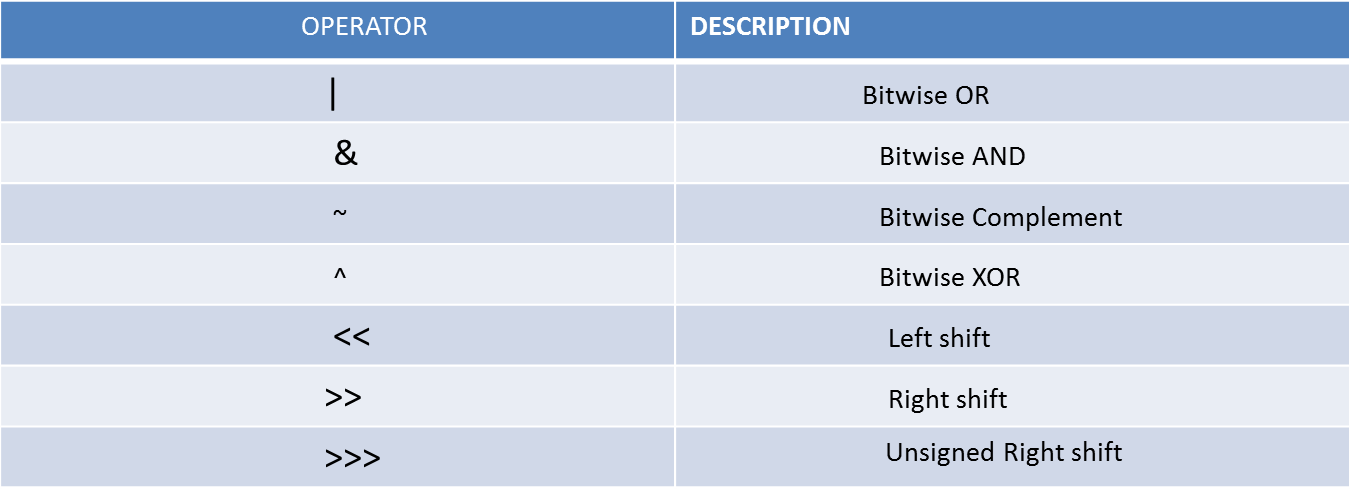 OPERATOR DESCRIPTION
| Bitwise OR
& Bitwise AND
~ Bitwise Complement
^ Bitwise XOR
<< Left shift
>> Right shift
>>> Unsigned Right shift